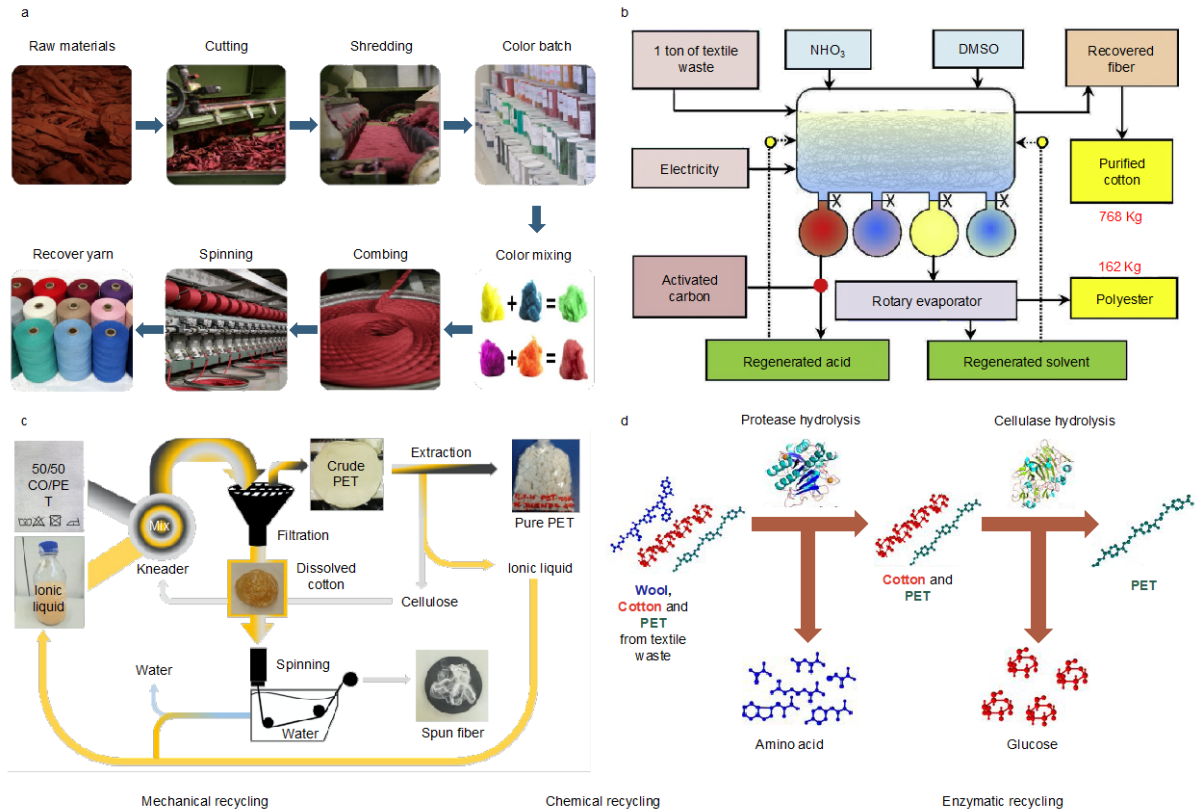 a
Raw materials
Cutting
Shredding
Color batch
Recover yarn
Spinning
Combing
Color mixing
+
=
+
=
b
1 ton of textile
waste
NHO3
DMSO
Recovered
fiber
Electricity
Purified
cotton
768 Kg
Activated
carbon
162 Kg
Rotary evaporator
Polyester
Regenerated acid
Regenerated solvent
c
50/50
CO/PE
T
Mix
Kneader
Ionic
liquid
Crude
PET
Extraction
Pure PET
Filtration
Dissolved
cotton
Ionic liquid
Cellulose
Water
Spinning
Water
Spun fiber
d
Protease hydrolysis
Cellulase hydrolysis
Wool,
Cotton and
PET
from textile
waste
Cotton and
PET
PET
Amino acid
Glucose
Mechanical recycling
Chemical recycling
Enzymatic recycling